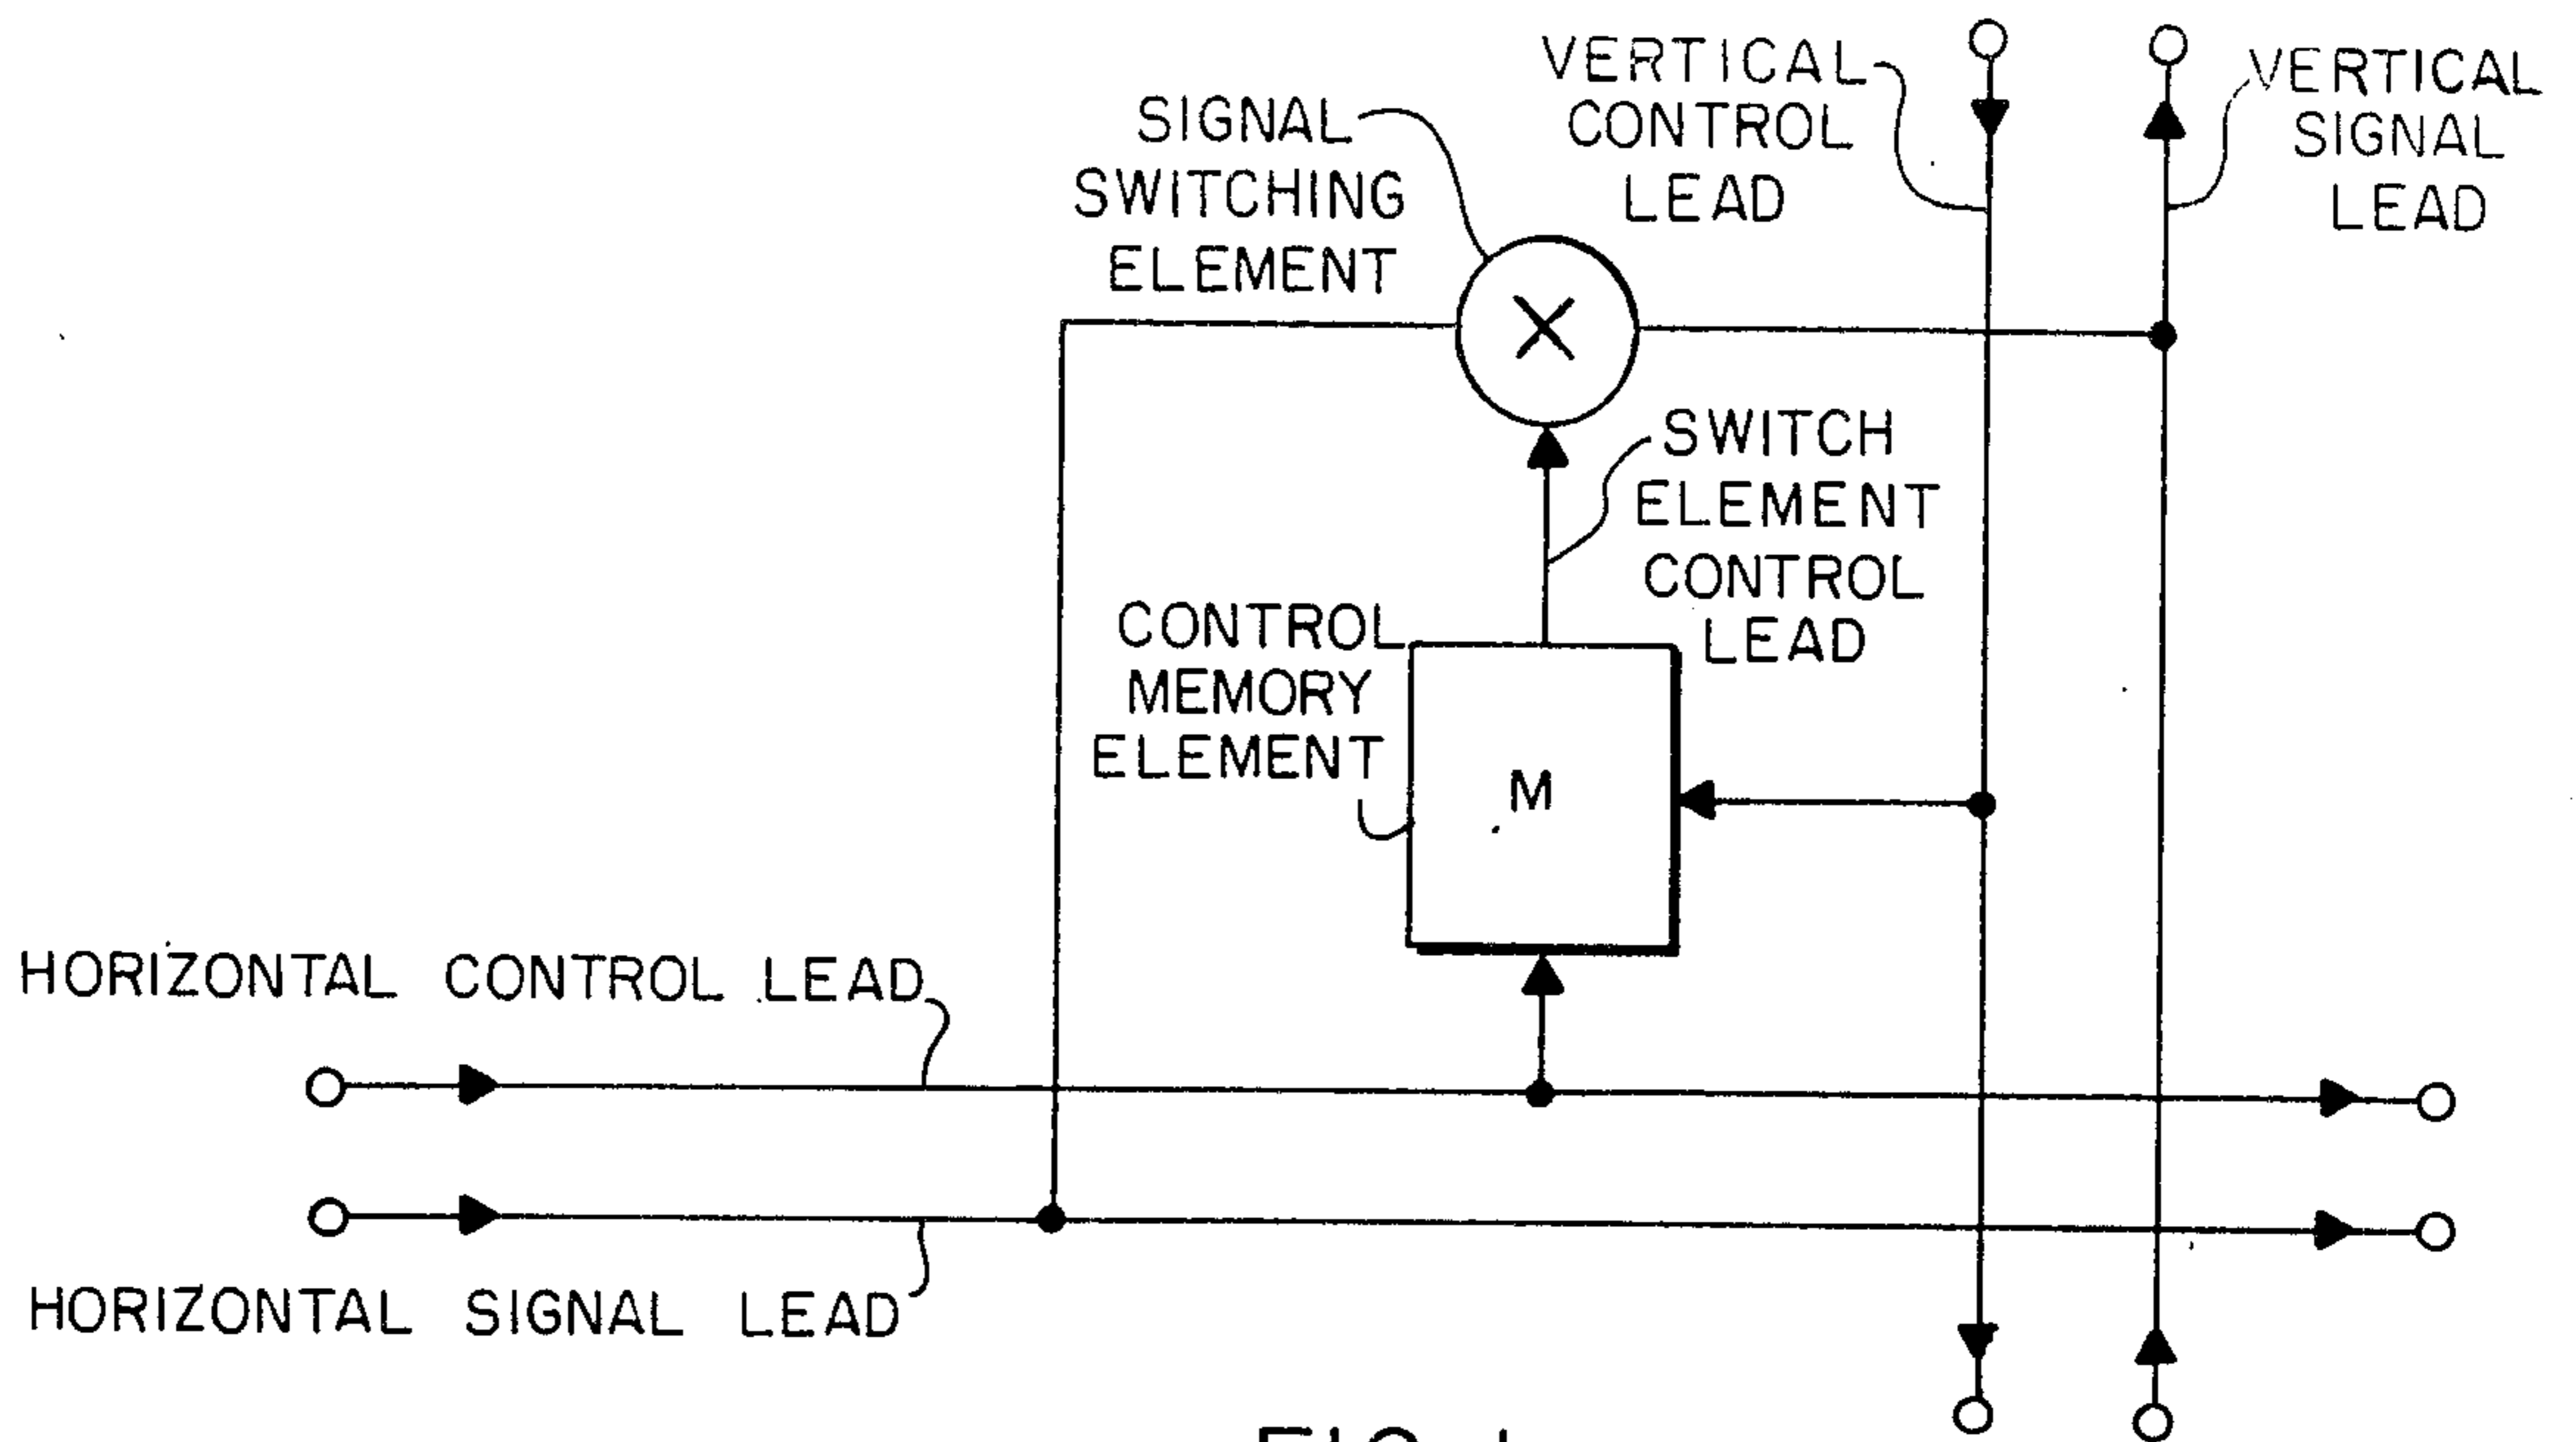 VERTICAL
CONTROL
LEAD
VERTICAL
SIGNAL
LEAD
SIGNAL
SWITCHING
ELEMENT
X
SWITCH
ELEMENT
CONTROL
LEAD
CONTROL
MEMORY
ELEMENT
M
HORIZONTAL CONTROL LEAD
HORIZONTAL SIGNAL LEAD